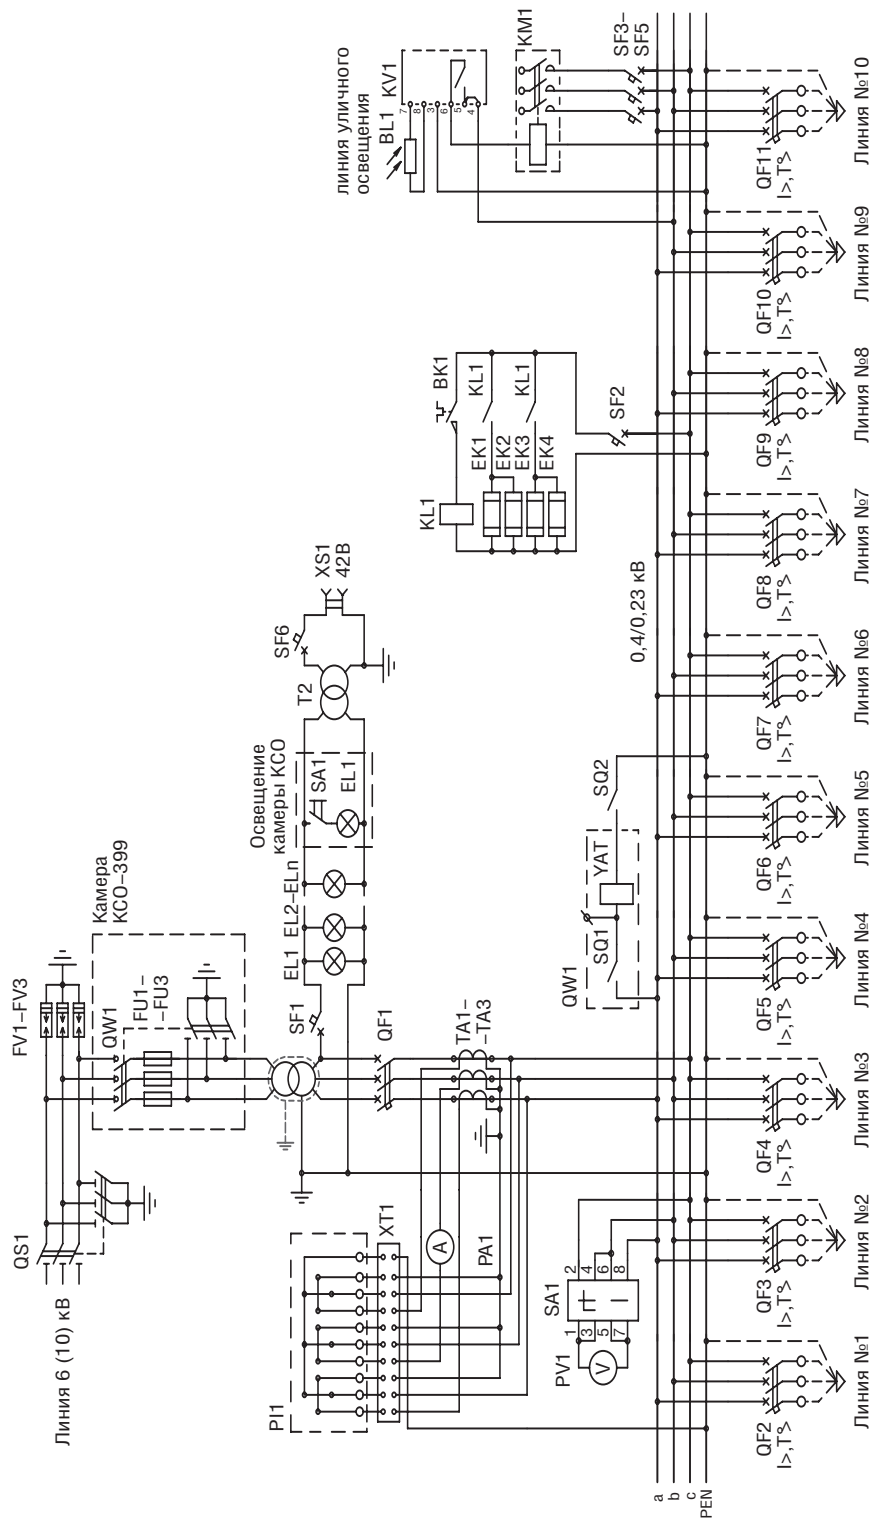 Линия 6 (10) кВ
QS1
FV1–FV3
Камера
КСО–399
QW1
FU1–
–FU3
PI1
XT1
A
PA1
QF1
TA1–
–TA3
SF1
EL1
EL2–ELn
Освещение
камеры КСО
SA1
EL1
T2
SF6
XS1
42В
PV1
V
SA1
1
3
5
7
2
4
6
8
QW1
SQ1
YAT
SQ2
0,4/0,23 кВ
KL1
EK1
EK2
EK3
EK4
BK1
KL1
KL1
SF2
линия уличного
освещения
BL1
KV1
7
8
3
6
5
4
KM1
SF3–
SF5
a
b
c
PEN
QF2
I>,T°>
Линия №1
QF3
I>,T°>
Линия №2
QF4
I>,T°>
Линия №3
QF5
I>,T°>
Линия №4
QF6
I>,T°>
Линия №5
QF7
I>,T°>
Линия №6
QF8
I>,T°>
Линия №7
QF9
I>,T°>
Линия №8
QF10
I>,T°>
Линия №9
QF11
I>,T°>
Линия №10